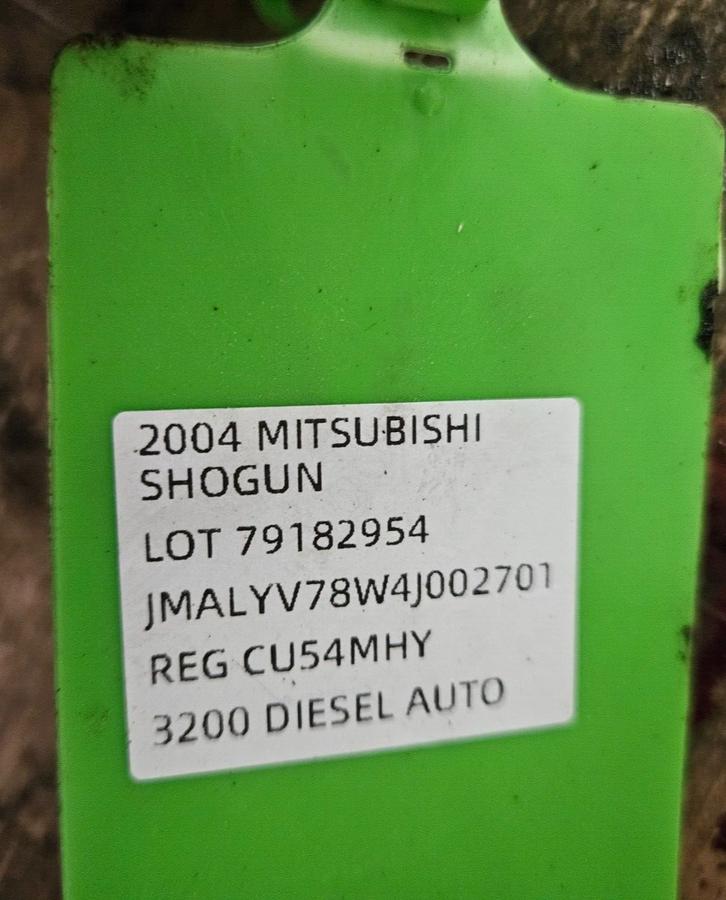 2004 MITSUBISHI
SHOGUN
LOT 79182954
JMALYV78W4J002701
REG CU54MHY
3200 DIESEL AUTO